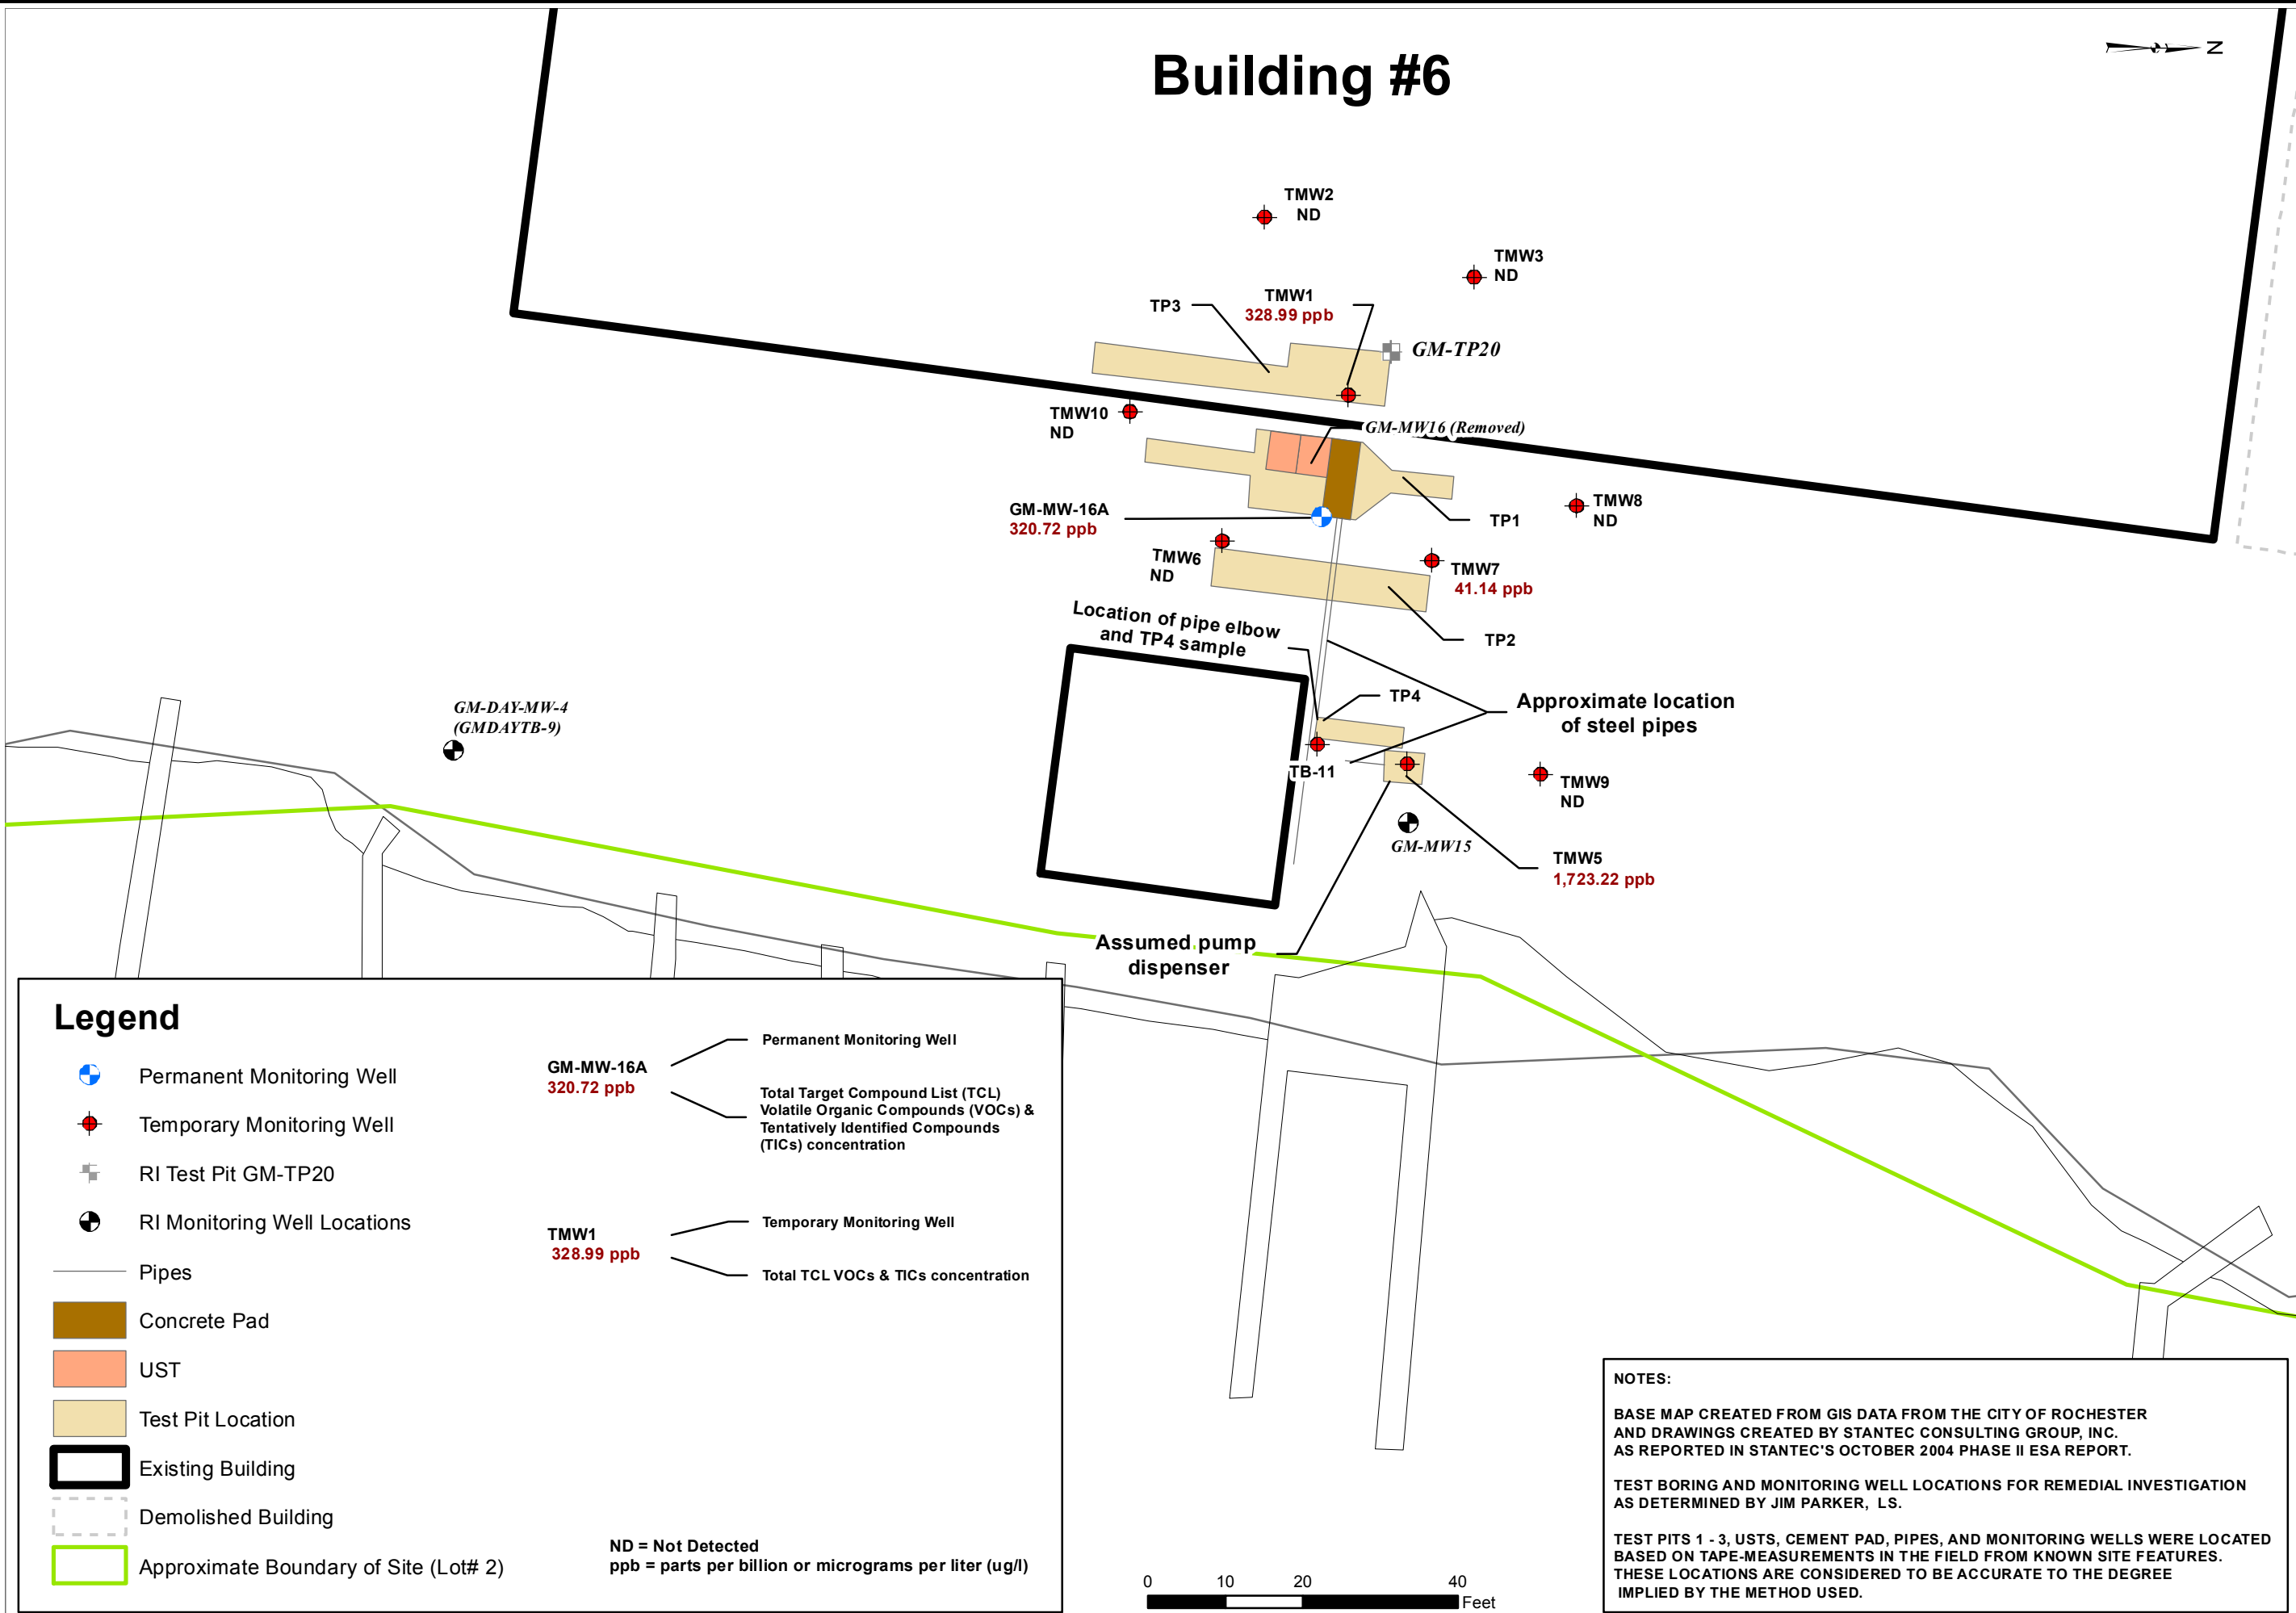 Building #6
N
TMW2
ND
TMW3
ND
TMW1
328.99 ppb
TP3
GM-TP20
TMW10
ND
GM-MW16 (Removed)
GM-MW-16A
320.72 ppb
TP1
TMW8
ND
TMW6
ND
TMW7
41.14 ppb
Location of pipe elbow
and TP4 sample
TP2
TP4
Approximate location
of steel pipes
GM-DAY-MW-4
(GMDAYTB-9)
TB-11
TMW9
ND
GM-MW15
TMW5
1,723.22 ppb
Assumed pump
dispenser
Legend
Permanent Monitoring Well
Temporary Monitoring Well
RI Test Pit GM-TP20
RI Monitoring Well Locations
Pipes
Concrete Pad
UST
Test Pit Location
Existing Building
Demolished Building
Approximate Boundary of Site (Lot# 2)
GM-MW-16A
320.72 ppb
Permanent Monitoring Well
Total Target Compound List (TCL)
Volatile Organic Compounds (VOCs) &
Tentatively Identified Compounds
(TICs) concentration
TMW1
328.99 ppb
Temporary Monitoring Well
Total TCL VOCs & TICs concentration
ND = Not Detected
ppb = parts per billion or micrograms per liter (ug/l)
0 10 20 40
Feet
NOTES:
BASE MAP CREATED FROM GIS DATA FROM THE CITY OF ROCHESTER
AND DRAWINGS CREATED BY STANTEC CONSULTING GROUP, INC.
AS REPORTED IN STANTEC'S OCTOBER 2004 PHASE II ESA REPORT.
TEST BORING AND MONITORING WELL LOCATIONS FOR REMEDIAL INVESTIGATION
AS DETERMINED BY JIM PARKER, LS.
TEST PITS 1 - 3, USTS, CEMENT PAD, PIPES, AND MONITORING WELLS WERE LOCATED
BASED ON TAPE-MEASUREMENTS IN THE FIELD FROM KNOWN SITE FEATURES.
THESE LOCATIONS ARE CONSIDERED TO BE ACCURATE TO THE DEGREE
IMPLIED BY THE METHOD USED.